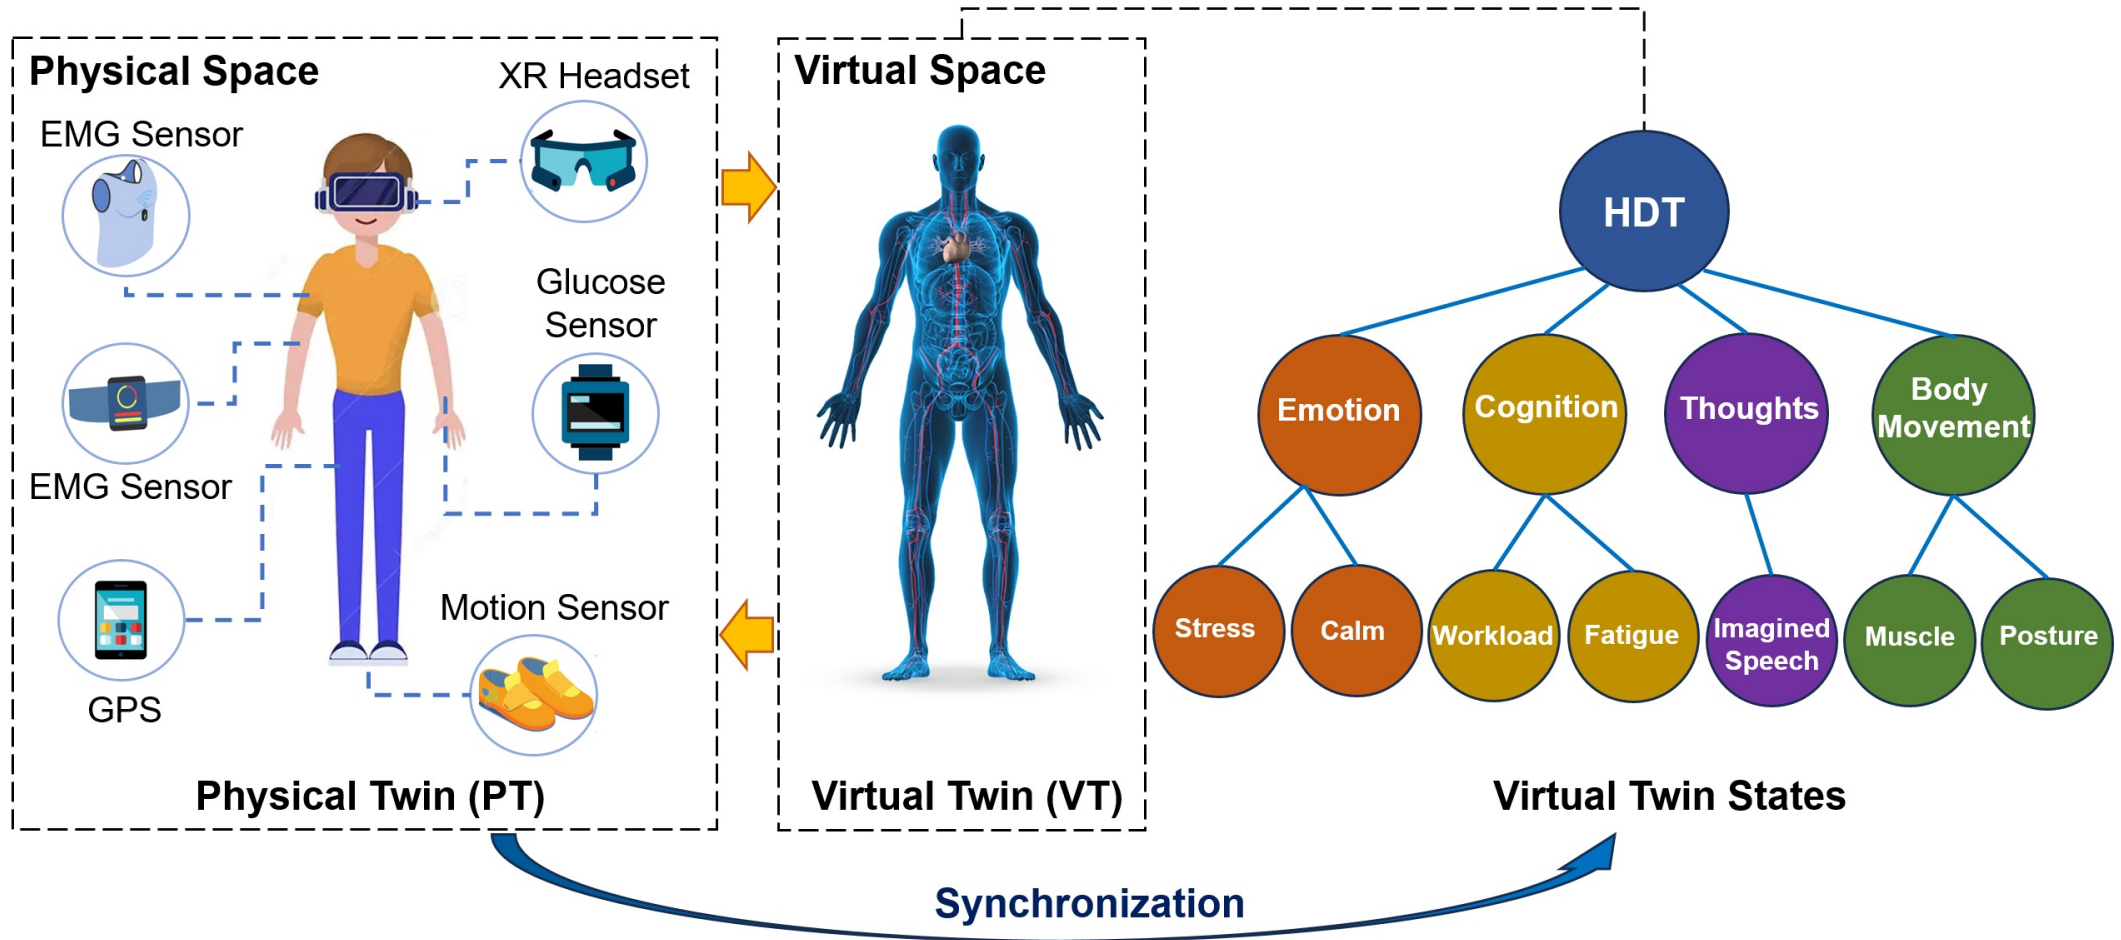 Physical Space
XR Headset
EMG Sensor
Glucose
Sensor
EMG Sensor
Motion Sensor
GPS
Physical Twin (PT)
Virtual Space
Virtual Twin (VT)
HDT
Emotion
Cognition
Thoughts
Body
Movement
Stress
Calm
Workload
Fatigue
Imagined
Speech
Muscle
Posture
Virtual Twin States
Synchronization